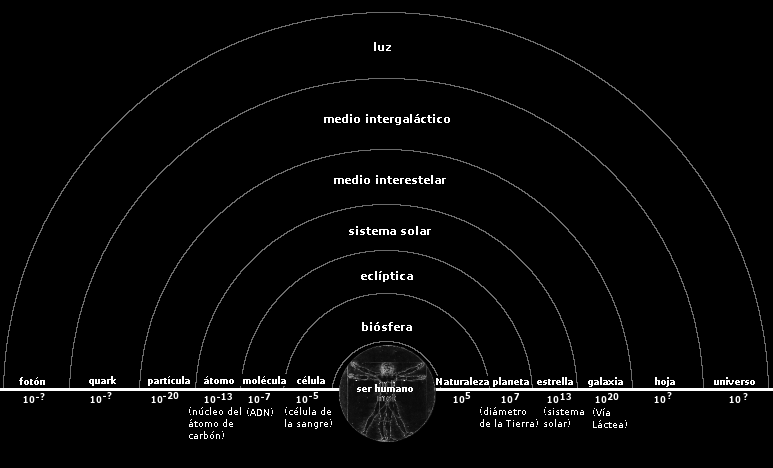 luz
medio intergaláctico
medio interestelar
sistema solar
eclíptica
biósfera
fotón quark partícula átomo molécula célula ser humano Naturaleza planeta estrella galaxia hoja universo
10-? 10-? 10-20 10-13 10-7 10-5 105 107 1013 1020 10? 10?
(núcleo del átomo de carbón)
(ADN)
(célula de la sangre)
(diámetro de la Tierra)
(sistema solar)
(Vía Láctea)